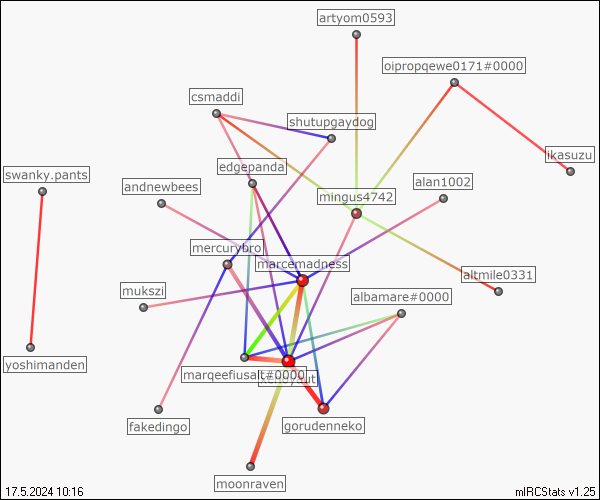 artyom0593
oipropqewe0171#0000
csmaddi
shutupgaydog
ikasuzu
edgepanda
swanky.pants
andnewbees
alan1002
mingus4742
mercurybro
marcemadness
altmile0331
mukszi
albamare#0000
yoshimanden
marqeefiusalt#0000
fakedingo
gorudenneko
moonraven
17.5.2024 10:16
mIRCStats v1.25